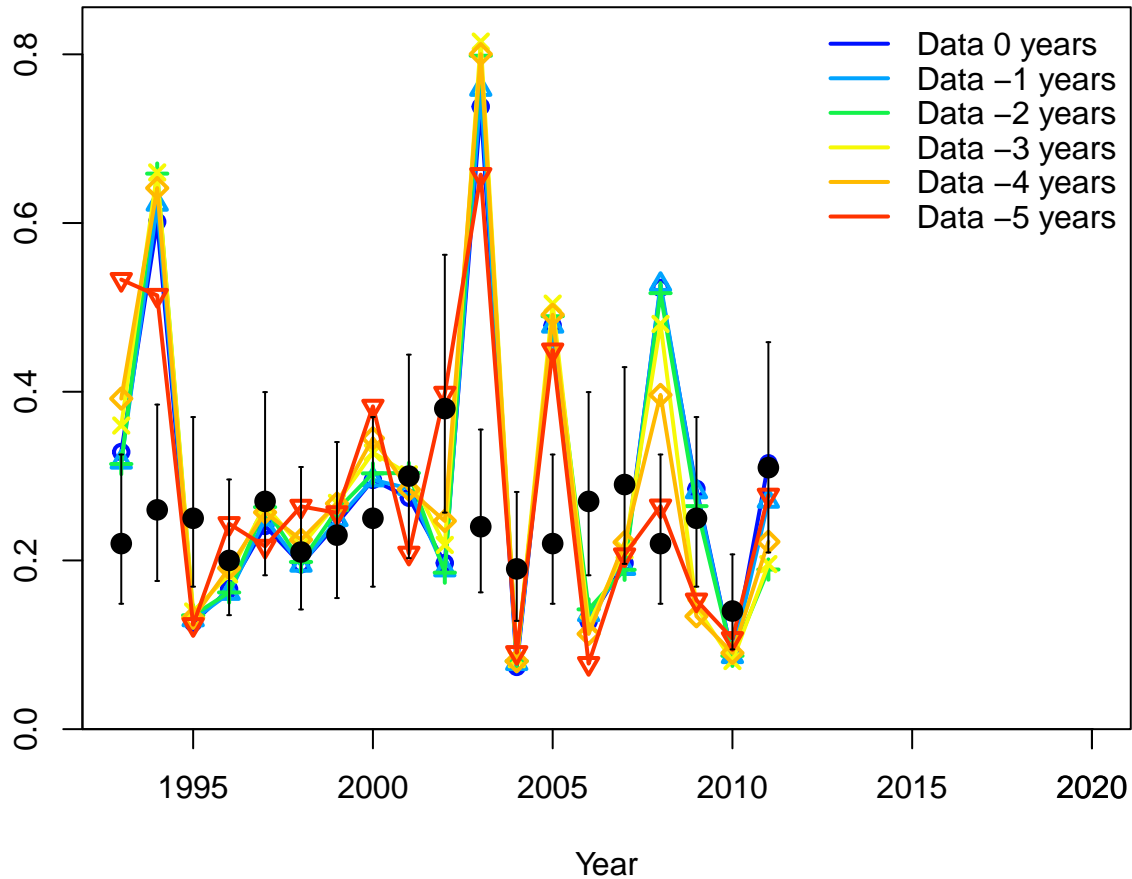 0.8
0.6
0.4
0.2
0.0
Data 0 years
Data −1 years
Data −2 years
Data −3 years
Data −4 years
Data −5 years
1995 2000 2005 2010 2015 2020
Year